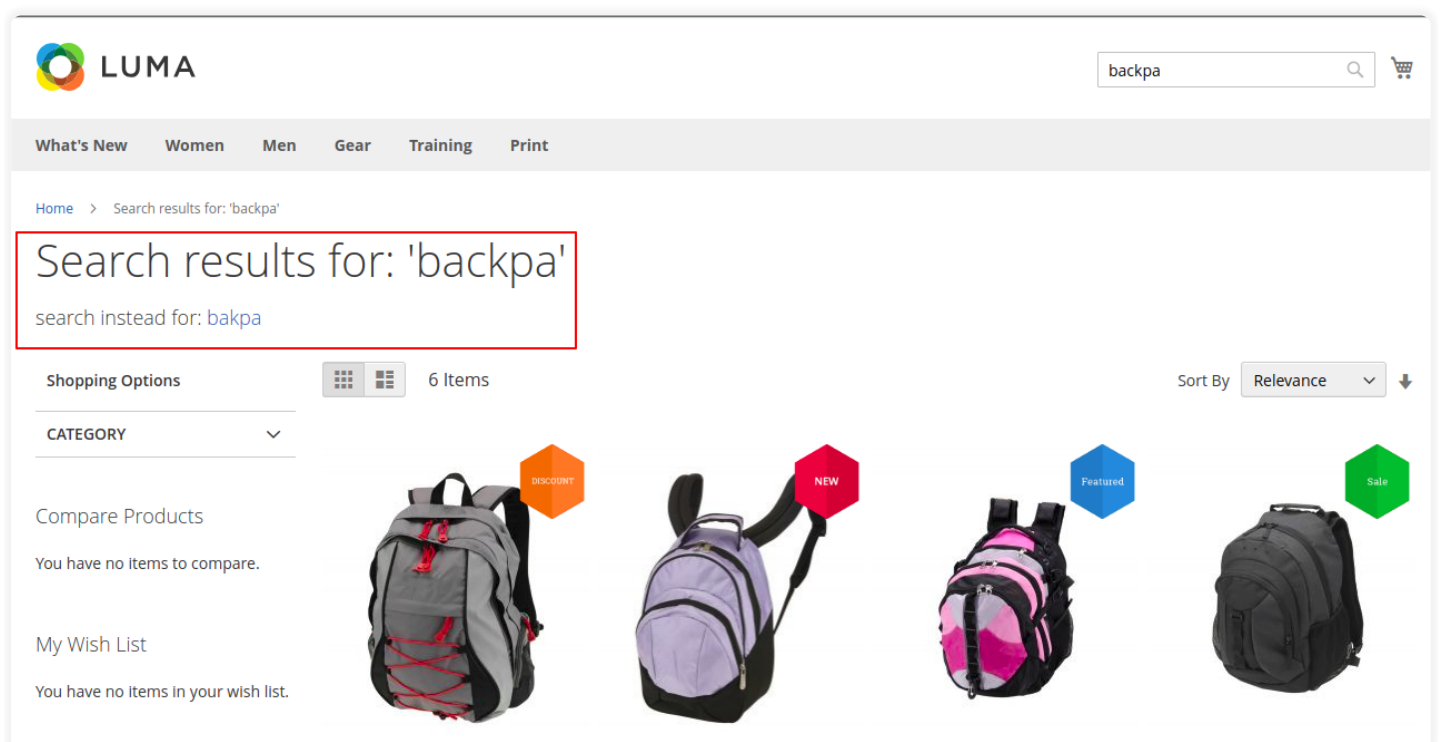 LUMA
backpa
What's New Women Men Gear Training Print
Home > Search results for: 'backpa'
Search results for: 'backpa'
search instead for: bakpa
Shopping Options
6 Items
Sort By Relevance
CATEGORY
DISCOUNT
NEW
Featured
Sale
Compare Products
You have no items to compare.
My Wish List
You have no items in your wish list.